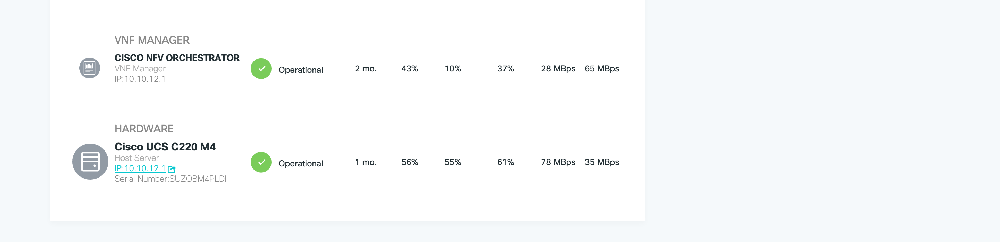 VNF MANAGER
CISCO NFV ORCHESTRATOR
VNF Manager
IP:10.10.12.1
Operational 2 mo. 43% 10% 37% 28 MBps 65 MBps
HARDWARE
Cisco UCS C220 M4
Host Server
IP:10.10.12.1
Serial Number:SUZOBM4PLDI
Operational 1 mo. 56% 55% 61% 78 MBps 35 MBps